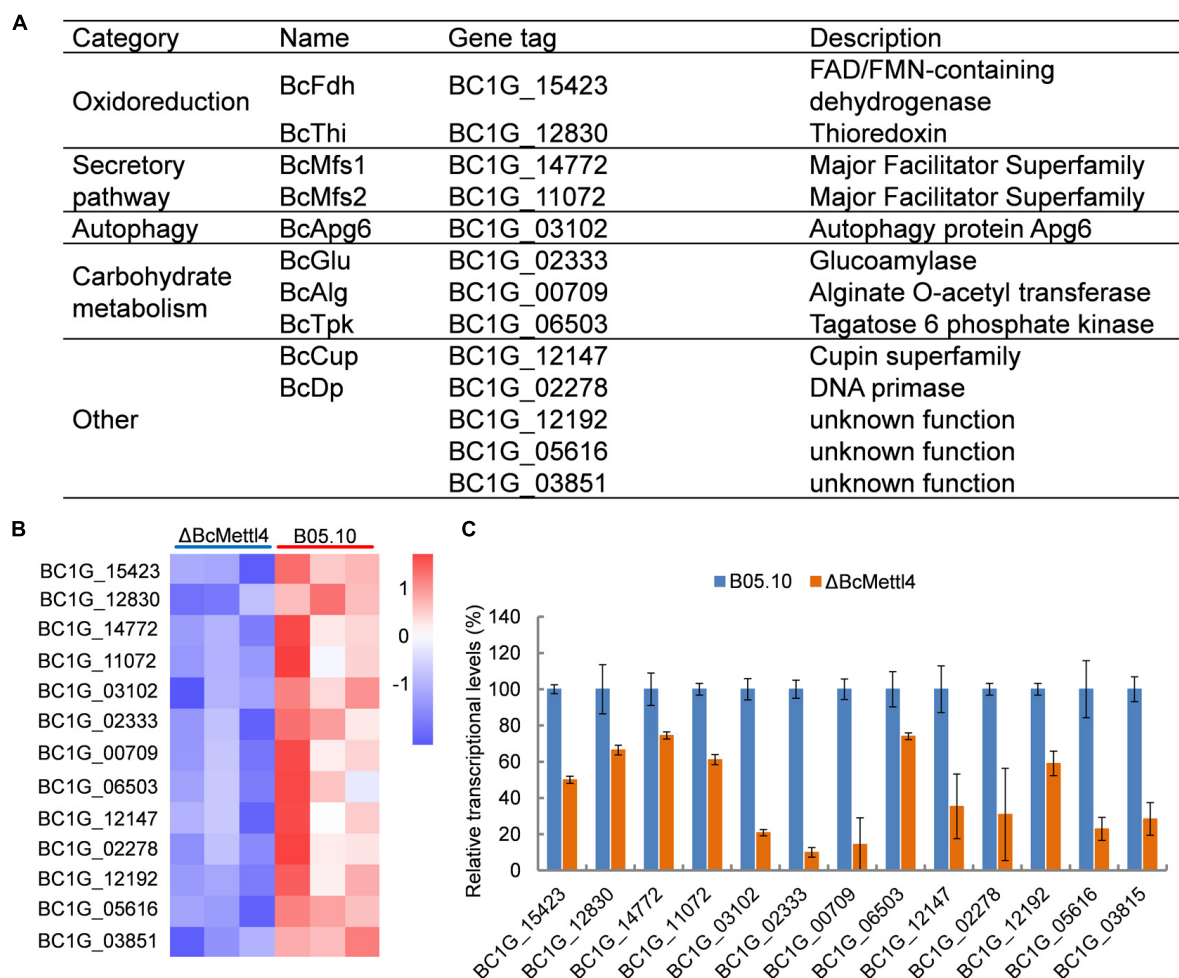 A
Category Name Gene tag Description
Oxidoreduction BcFdh BC1G_15423 FAD/FMN-containing
dehydrogenase
BcThi BC1G_12830 Thioredoxin
Secretory BcMfs1 BC1G_14772 Major Facilitator Superfamily
pathway BcMfs2 BC1G_11072 Major Facilitator Superfamily
Autophagy BcApg6 BC1G_03102 Autophagy protein Apg6
Carbohydrate
metabolism
BcGlu BC1G_02333 Glucoamylase
BcAlg BC1G_00709 Alginate O-acetyl transferase
BcTpk BC1G_06503 Tagatose 6 phosphate kinase
BcCup BC1G_12147 Cupin superfamily
BcDp BC1G_02278 DNA primase
Other BC1G_12192 unknown function
BC1G_05616 unknown function
BC1G_03851 unknown function
B
ΔBcMettl4 B05.10
BC1G_15423
BC1G_12830
BC1G_14772
BC1G_11072
BC1G_03102
BC1G_02333
BC1G_00709
BC1G_06503
BC1G_12147
BC1G_02278
BC1G_12192
BC1G_05616
BC1G_03851
1
0
-1
C
B05.10 ΔBcMettl4
Relative transcriptional levels (%)
140
120
100
80
60
40
20
0
BC1G_15423
BC1G_12830
BC1G_14772
BC1G_11072
BC1G_03102
BC1G_02333
BC1G_00709
BC1G_06503
BC1G_12147
BC1G_02278
BC1G_12192
BC1G_05616
BC1G_03815